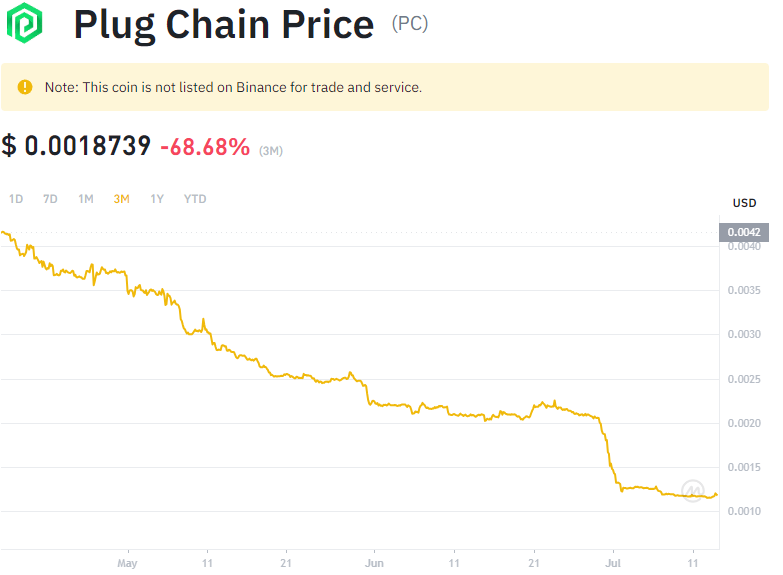 Plug Chain Price (PC)
Note: This coin is not listed on Binance for trade and service.
$ 0.0018739 -68.68% (3M)
1D 7D 1M 3M 1Y YTD
USD
0.0042
0.0040
0.0035
0.0030
0.0025
0.0020
0.0015
0.0010
May 11 21 Jun 11 21 Jul 11